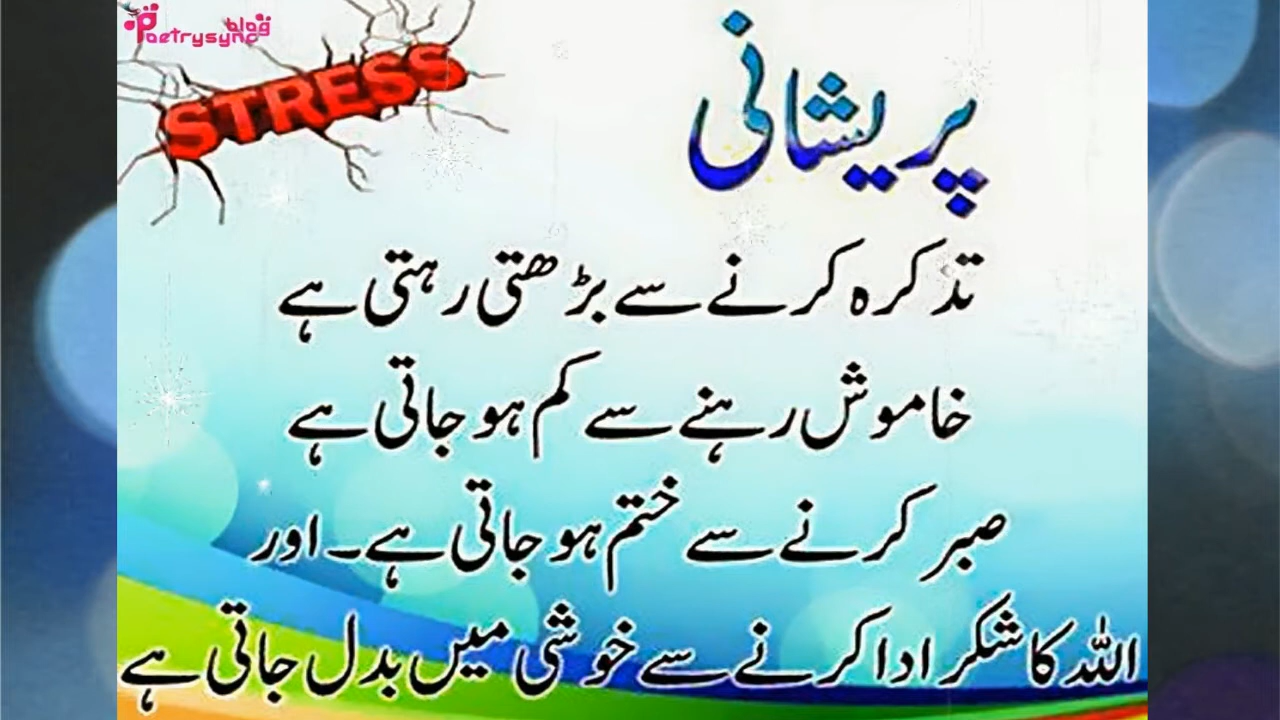 Poetrysync blog
STRESS
پریشانی
تذکرہ کرنے سے بڑھتی رہتی ہے
خاموش رہنے سے کم ہو جاتی ہے
صبر کرنے سے ختم ہو جاتی ہے۔ اور
اللہ کا شکر ادا کرنے سے خوشی میں بدل جاتی ہے